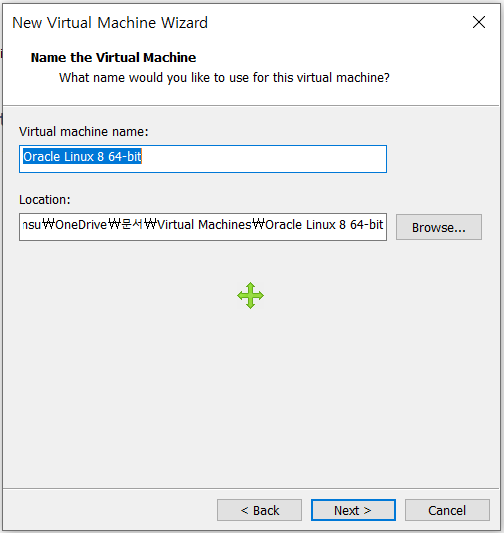 New Virtual Machine Wizard
Name the Virtual Machine
What name would you like to use for this virtual machine?
Virtual machine name:
Oracle Linux 8 64-bit
Location:
nsu₩OneDrive₩문서₩Virtual Machines₩Oracle Linux 8 64-bit
Browse...
< Back
Next >
Cancel